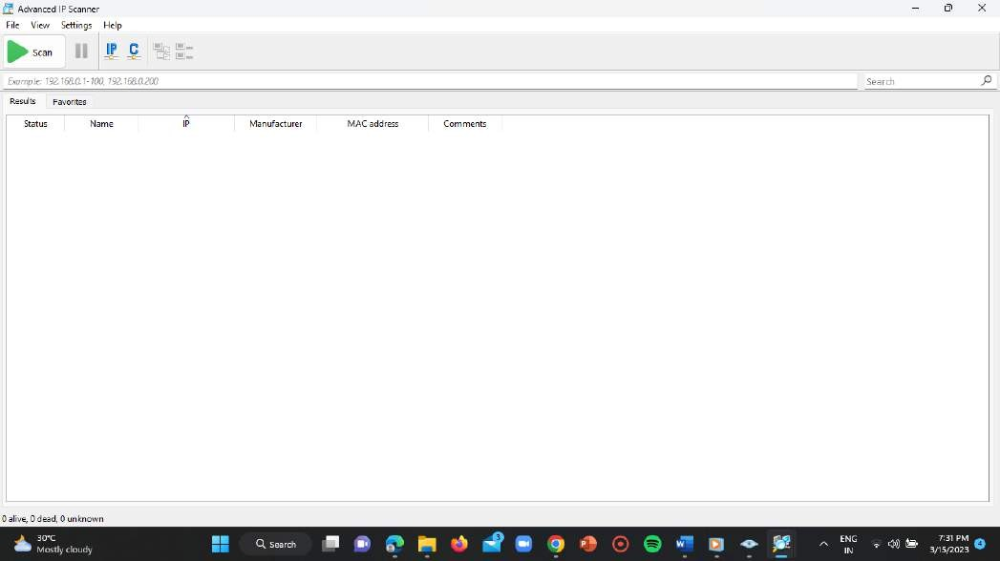 Advanced IP Scanner
File View Settings Help
Scan IP C
Example: 192.168.0.1-100, 192.168.0.200 Search
Results Favorites
Status Name IP Manufacturer MAC address Comments
0 alive, 0 dead, 0 unknown
30°C
Mostly cloudy
Search
3
P
W
ENG
IN
7:31 PM
3/15/2023
4